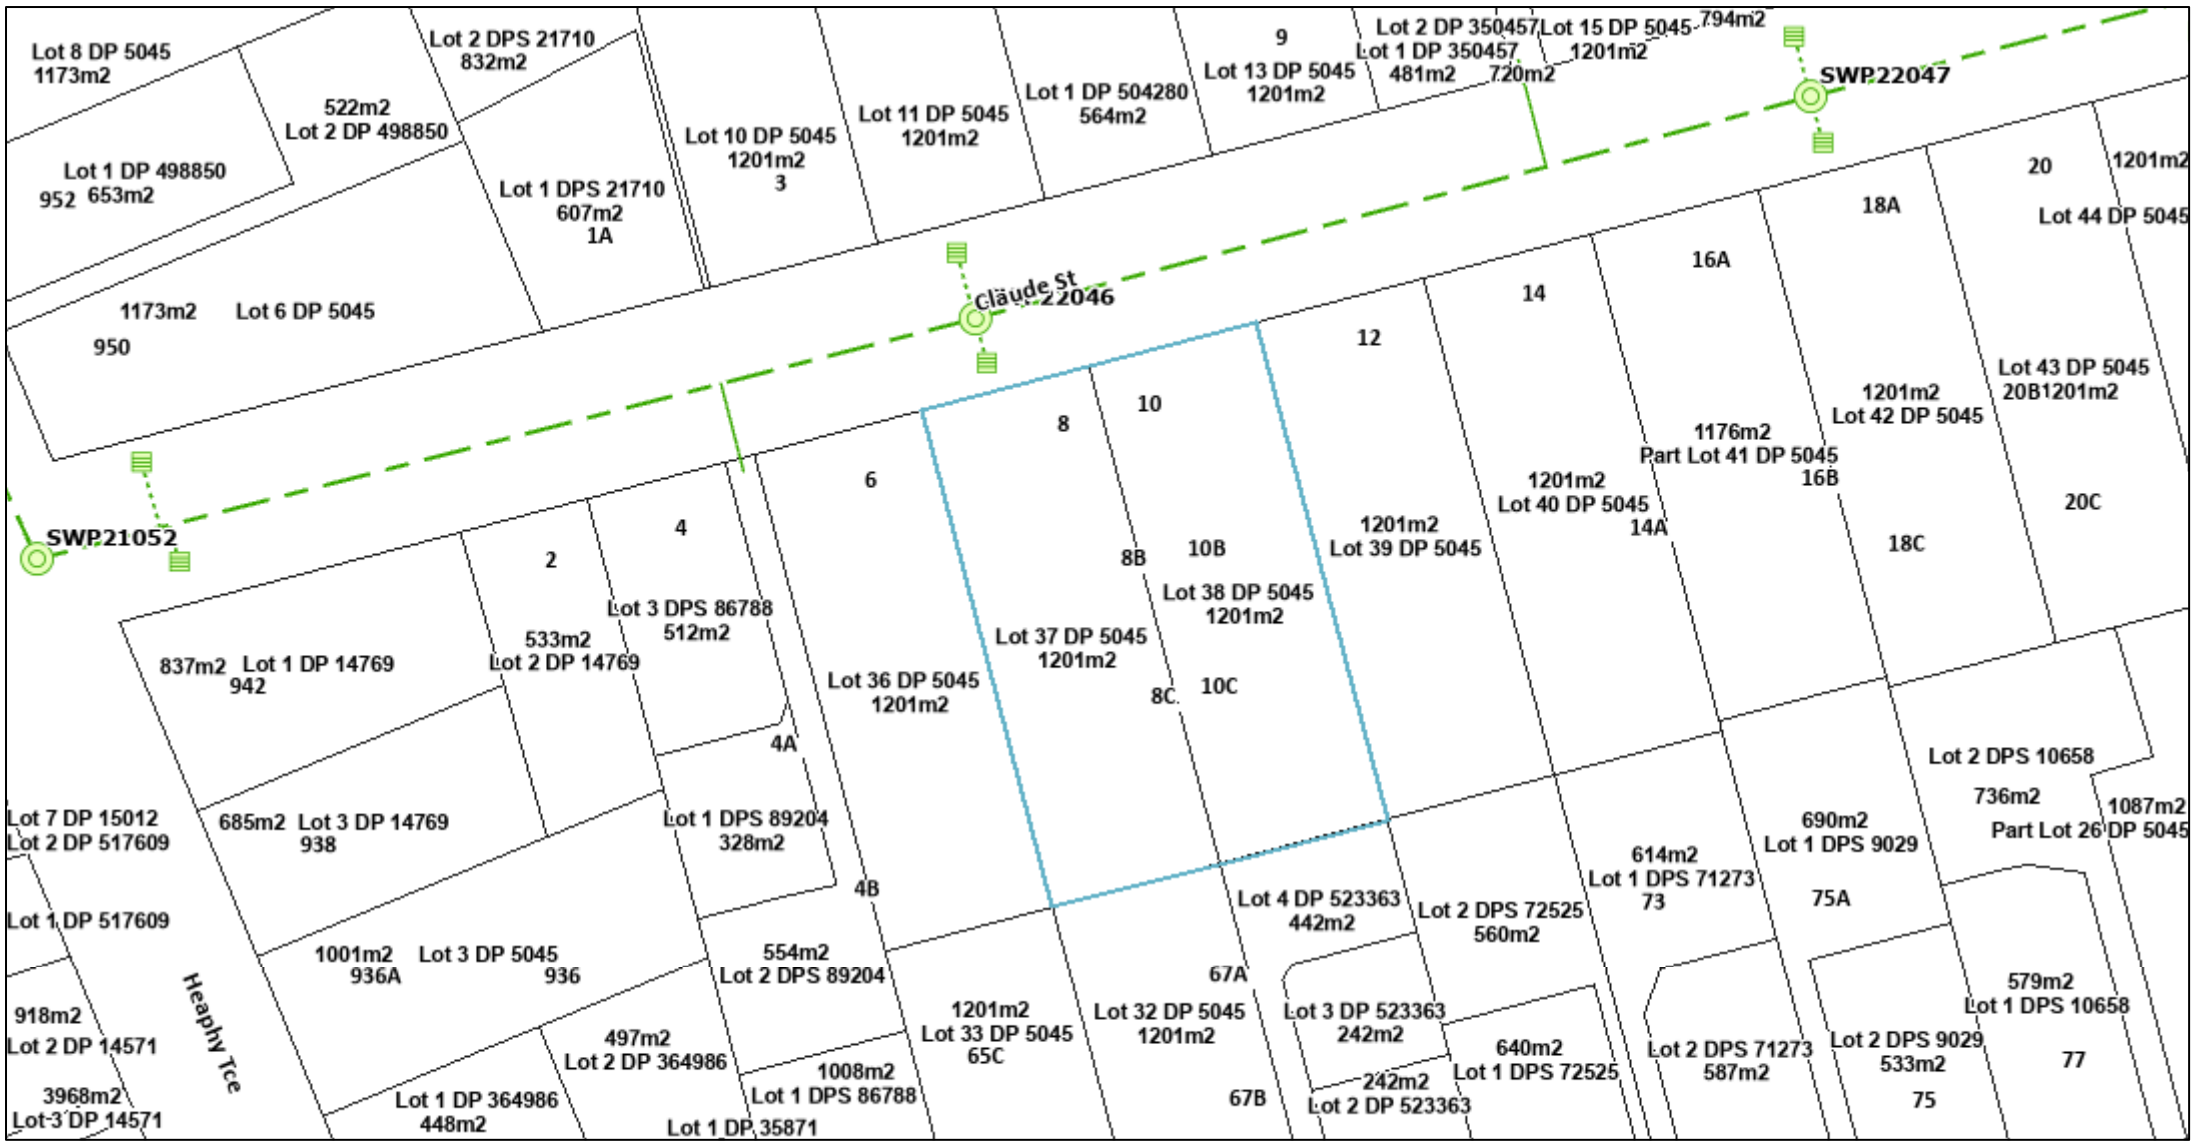 Lot 8 DP 5045
1173m2
Lot 2 DPS 21710
832m2
9
Lot 13 DP 5045
1201m2
Lot 2 DP 350457
Lot 1 DP 350457
481m2
720m2
Lot 15 DP 5045
1201m2
794m2
SWP22047
522m2
Lot 2 DP 498850
Lot 1 DP 498850
952 653m2
Lot 10 DP 5045
1201m2
3
Lot 11 DP 5045
1201m2
Lot 1 DP 504280
564m2
Lot 1 DPS 21710
607m2
1A
20
1201m2
18A
Lot 44 DP 5045
16A
14
12
1173m2
Lot 6 DP 5045
950
Claude St
22046
10
8
6
4
2
SWP21052
Lot 43 DP 5045
20B1201m2
1201m2
Lot 42 DP 5045
1176m2
Part Lot 41 DP 5045
16B
1201m2
Lot 40 DP 5045
14A
20C
18C
1201m2
Lot 39 DP 5045
8B
10B
Lot 38 DP 5045
1201m2
Lot 37 DP 5045
1201m2
8C
10C
Lot 36 DP 5045
1201m2
Lot 3 DPS 86788
512m2
533m2
Lot 2 DP 14769
837m2
Lot 1 DP 14769
942
4A
685m2
Lot 3 DP 14769
938
Lot 1 DPS 89204
328m2
4B
Lot 7 DP 15012
Lot 2 DP 517609
Lot 1 DP 517609
Lot 2 DPS 10658
736m2
1087m2
Part Lot 26 DP 5045
690m2
Lot 1 DPS 9029
75A
614m2
Lot 1 DPS 71273
73
Lot 4 DP 523363
442m2
Lot 2 DPS 72525
560m2
1001m2
Lot 3 DP 5045
936A
936
554m2
Lot 2 DPS 89204
Heaphy Tce
918m2
Lot 2 DP 14571
3968m2
Lot 3 DP 14571
1201m2
Lot 33 DP 5045
65C
67A
Lot 32 DP 5045
1201m2
67B
Lot 3 DP 523363
242m2
242m2
Lot 2 DP 523363
640m2
Lot 1 DPS 72525
Lot 2 DPS 71273
587m2
Lot 2 DPS 9029
533m2
75
579m2
Lot 1 DPS 10658
77
497m2
Lot 2 DP 364986
1008m2
Lot 1 DPS 86788
Lot 1 DP 364986
448m2
Lot 1 DP 35871